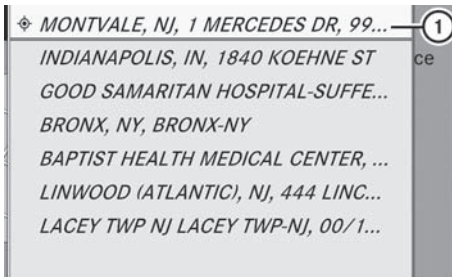 MONTVALE, NJ, 1 MERCEDES DR, 99... 1
INDIANAPOLIS, IN, 1840 KOEHNE ST ce
GOOD SAMARITAN HOSPITAL-SUFFE...
BRONX, NY, BRONX-NY
BAPTIST HEALTH MEDICAL CENTER, ...
LINWOOD (ATLANTIC), NJ, 444 LINC...
LACEY TWP NJ LACEY TWP-NJ, 00/1...